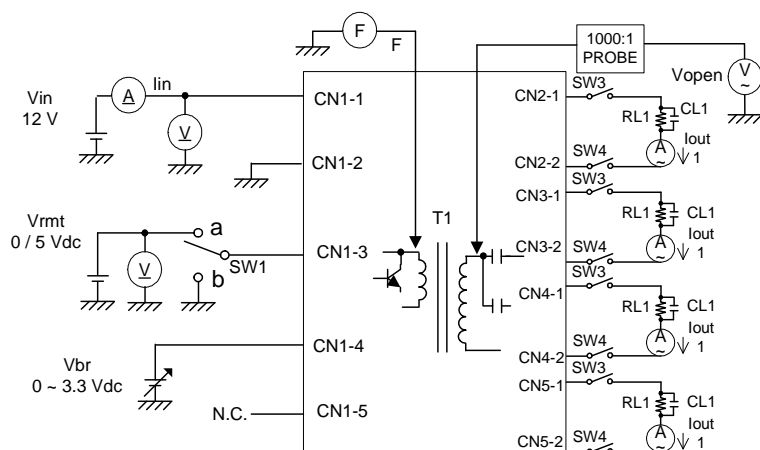 F
F
1000:1
PROBE
V
~
Vopen
Vin
12 V
A
Iin
V
CN1-1
CN1-2
Vrmt
0 / 5 Vdc
V
a
b
SW1
CN1-3
Vbr
0 ~ 3.3 Vdc
CN1-4
N.C.
CN1-5
T1
CN2-1
SW3
RL1
CL1
A
~
Iout
1
CN2-2
SW4
CN3-1
SW3
RL1
CL1
A
~
Iout
1
CN3-2
SW4
CN4-1
SW3
RL1
CL1
A
~
Iout
1
CN4-2
SW4
CN5-1
SW3
RL1
CL1
A
~
Iout
1
CN5-2
SW4